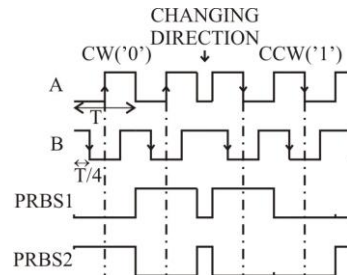 CHANGING
DIRECTION
CW('0')
CCW('1')
A
T
B
T/4
PRBS1
PRBS2